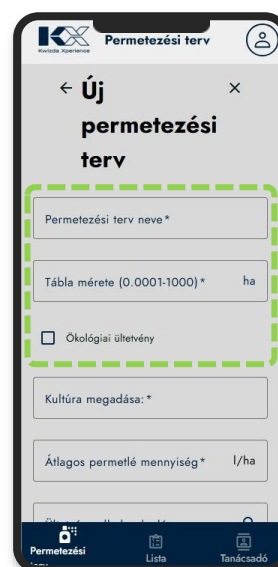 KX
Kwizda Xperience
Permetezési terv
Új
permetezési
terv
Permetezési terv neve*
Tábla mérete (0.0001-1000)* ha
Ökológiai ültetvény
Kultúra megadása:*
Átlagos permetlé mennyiség* l/ha
Permetezési
Lista
Tanácsadó